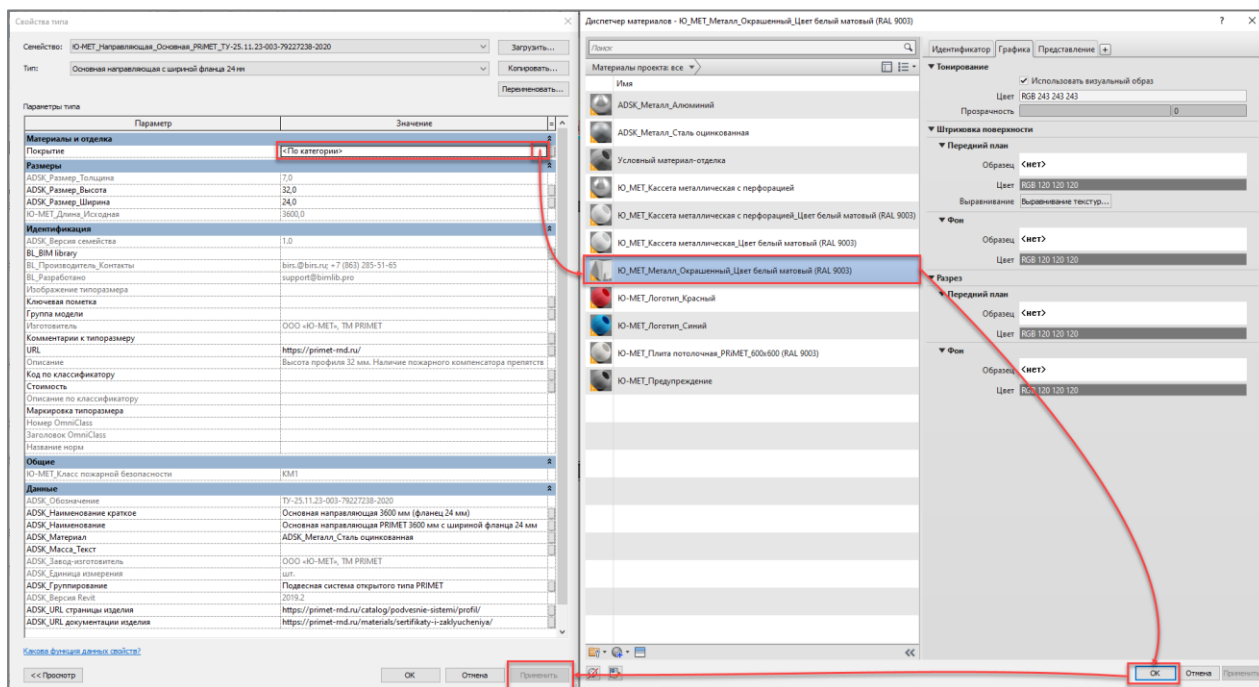 Свойства типа
Семейство: Ю-МЕТ_Направляющая_Основная_PRiMET_ТУ-25.11.23-003-79227238-2020 Загрузить...
Тип: Основная направляющая с шириной фланца 24 мм Копировать...
Переименовать...
Параметры типа
Параметр Значение =
Материалы и отделка
Покрытие <По категории>
Размеры
ADSK_Размер_Толщина 7,0
ADSK_Размер_Высота 32,0
ADSK_Размер_Ширина 24,0
Ю-МЕТ_Длина_Исходная 3600,0
Идентификация
ADSK_Версия семейства 1.0
BL_BIM library
BL_Производитель_Контакты birs.@birs.ru; +7 (863) 285-51-65
BL_Разработано support@bimlib.pro
Изображение типоразмера
Ключевая пометка
Группа модели
Изготовитель ООО «Ю-МЕТ», ТМ PRIMET
Комментарии к типоразмеру
URL https://primet-rnd.ru/
Описание Высота профиля 32 мм. Наличие пожарного компенсатора препятств
Код по классификатору
Стоимость
Описание по классификатору
Маркировка типоразмера
Номер OmniClass
Заголовок OmniClass
Название норм
Общие
Ю-МЕТ_Класс пожарной безопасности КМ1
Данные
ADSK_Обозначение ТУ-25.11.23-003-79227238-2020
ADSK_Наименование краткое Основная направляющая 3600 мм (фланец 24 мм)
ADSK_Наименование Основная направляющая PRIMET 3600 мм с шириной фланца 24 мм
ADSK_Материал ADSK_Металл_Сталь оцинкованная
ADSK_Масса_Текст
ADSK_Завод-изготовитель ООО «Ю-МЕТ», ТМ PRIMET
ADSK_Единица измерения шт.
ADSK_Группирование Подвесная система открытого типа PRIMET
ADSK_Версия Revit 2019.2
ADSK_URL страницы изделия https://primet-rnd.ru/catalog/podvesnie-sistemi/profil/
ADSK_URL документации изделия https://primet-rnd.ru/materials/sertifikaty-i-zaklyucheniya/
Какова функция данных свойств?
<< Просмотр ОК Отмена Применить
Диспетчер материалов - Ю_МЕТ_Металл_Окрашенный_Цвет белый матовый (RAL 9003) ?
Поиск
Материалы проекта: все
Имя
ADSK_Металл_Алюминий
ADSK_Металл_Сталь оцинкованная
Условный материал-отделка
Ю_МЕТ_Кассета металлическая с перфорацией
Ю_МЕТ_Кассета металлическая с перфорацией_Цвет белый матовый (RAL 9003)
Ю_МЕТ_Кассета металлическая_Цвет белый матовый (RAL 9003)
Ю_МЕТ_Металл_Окрашенный_Цвет белый матовый (RAL 9003)
Ю-МЕТ_Логотип_Красный
Ю-МЕТ_Логотип_Синий
Ю-МЕТ_Плита потолочная_PRiMET_600x600 (RAL 9003)
Ю-МЕТ_Предупреждение
Идентификатор Графика Представление
Тонирование
Использовать визуальный образ
Цвет RGB 243 243 243
Прозрачность 0
Штриховка поверхности
Передний план
Образец <нет>
Цвет RGB 120 120 120
Выравнивание Выравнивание текстур...
Фон
Образец <нет>
Цвет RGB 120 120 120
Разрез
Передний план
Образец <нет>
Цвет RGB 120 120 120
Фон
Образец <нет>
Цвет RGB 120 120 120
ОК Отмена Применить